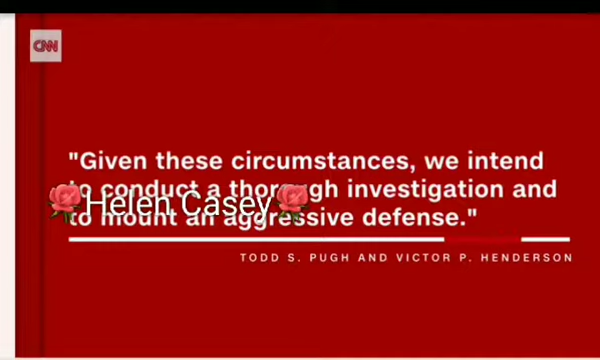 CNN
"Given these circumstances, we intend
to conduct a thorough investigation and
🌹Helen Casey🌹
to mount an aggressive defense."
TODD S. PUGH AND VICTOR P. HENDERSON